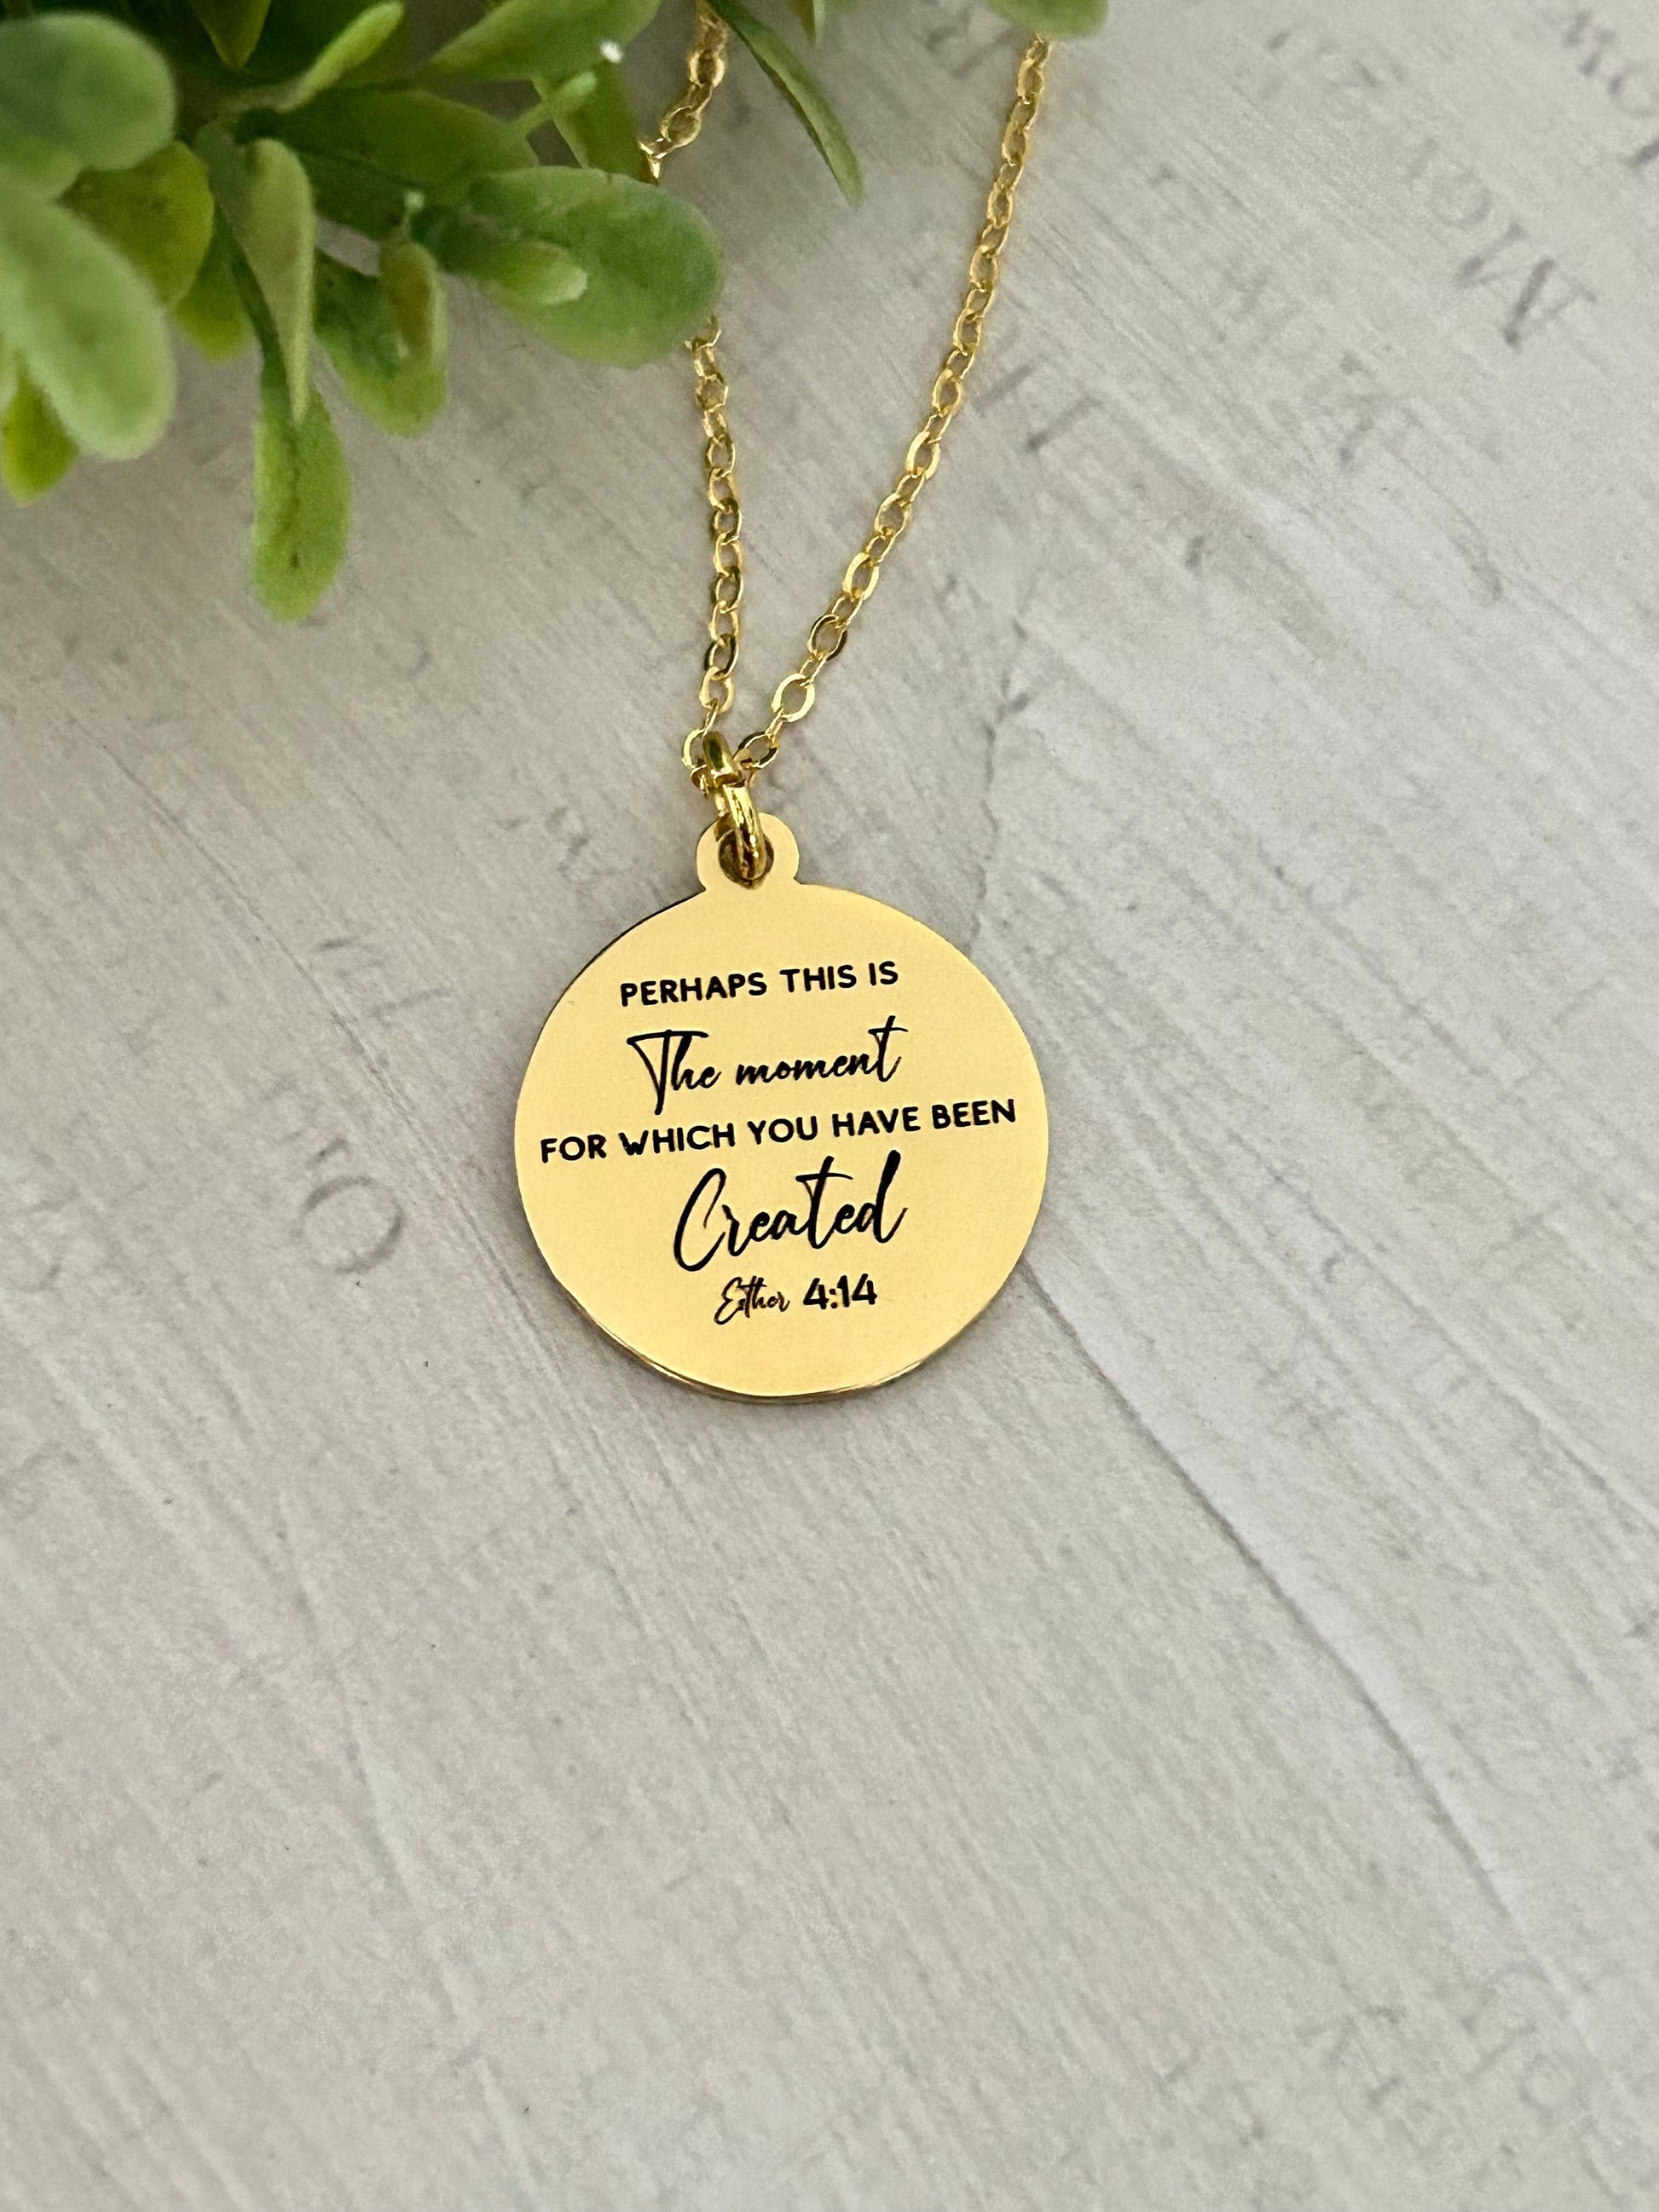 PERHAPS THIS IS
The moment
FOR WHICH YOU HAVE BEEN
Created
Esther 4:14